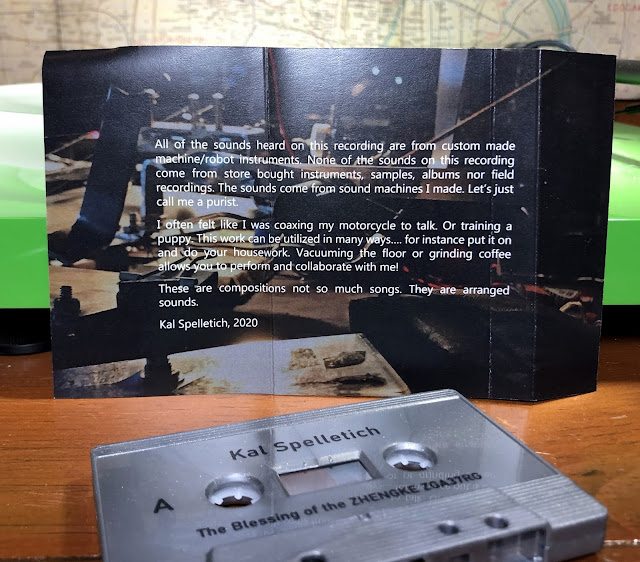 All of the sounds heard on this recording are from custom made
machine/robot instruments. None of the sounds on this recording
come from store bought instruments, samples, albums nor field
recordings. The sounds come from sound machines I made. Let's just
call me a purist.
I often felt like I was coaxing my motorcycle to talk. Or training a
puppy. This work can be utilized in many ways.... for instance put it on
and do your housework. Vacuuming the floor or grinding coffee
allows you to perform and collaborate with me!
These are compositions not so much songs. They are arranged
sounds.
Kal Spelletich, 2020
Kal Spelletich
A
The Blessing of the ZHENGKE ZGA37RG